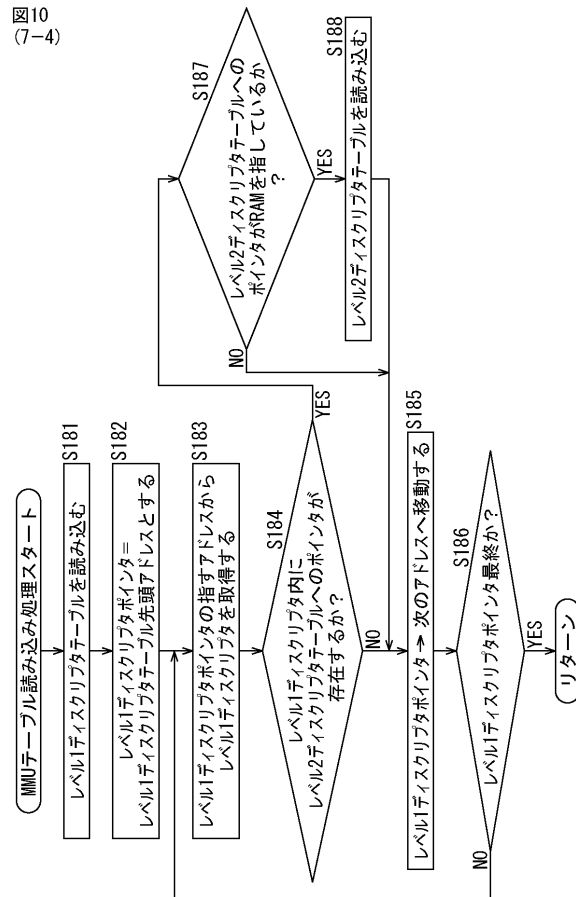 図10
(7-4)
MMUテーブル読み込み処理スタート
S181
レベル1ディスクリプタテーブルを読み込む
S182
レベル1ディスクリプタポインタ=
レベル1ディスクリプタテーブル先頭アドレスとする
S183
レベル1ディスクリプタポインタの指すアドレスから
レベル1ディスクリプタを取得する
S184
レベル1ディスクリプタ内に
レベル2ディスクリプタテーブルへのポインタが
存在するか?
YES
NO
S187
レベル2ディスクリプタテーブルへの
ポインタがRAMを指しているか
?
NO
YES
S188
レベル2ディスクリプタテーブルを読み込む
S185
レベル1ディスクリプタポインタ→次のアドレスへ移動する
S186
レベル1ディスクリプタポインタ最終か?
NO
YES
リターン